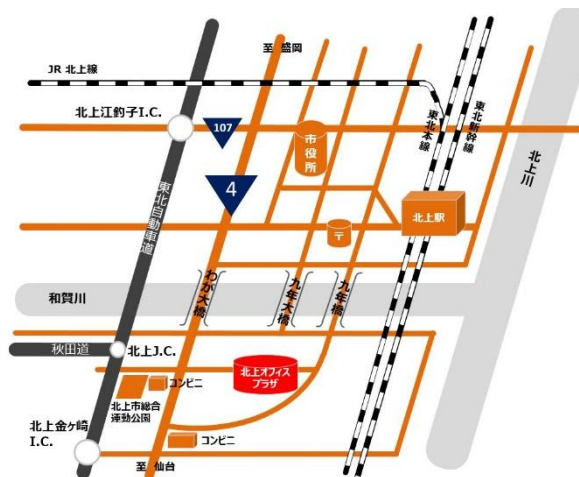 至
盛岡
JR 北上線
北上江釣子I.C.
107
市役所
東北本線
東北新幹線
北上川
4
東北自動車道
北上駅
〒
わが大橋
九年大橋
九年橋
和賀川
秋田道
北上J.C.
北上オフィス
プラザ
コンビニ
北上市総合
運動公園
北上金ヶ崎
I.C.
コンビニ
至
仙台